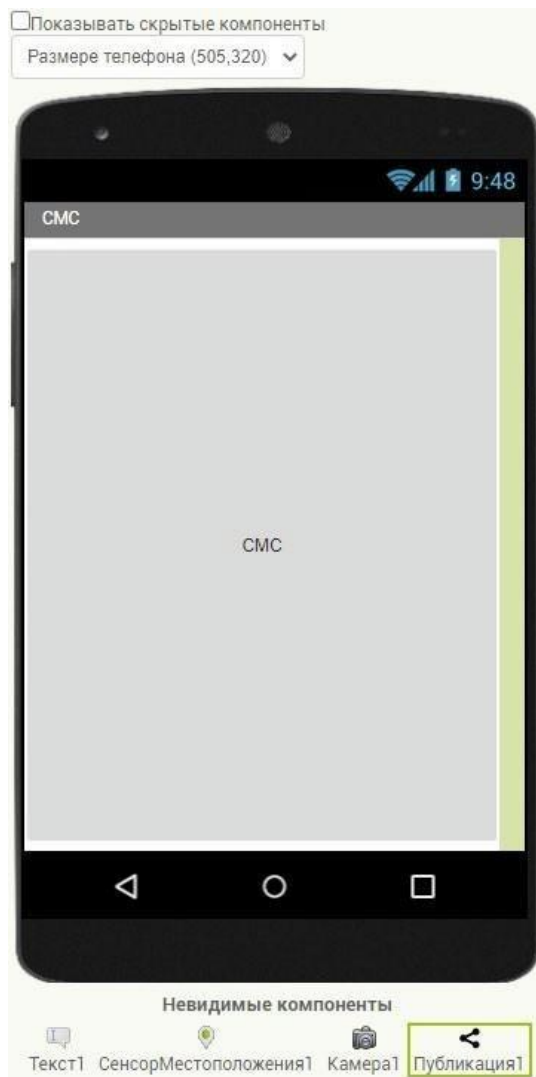 Показывать скрытые компоненты
Размере телефона (505,320)
9:48
СМС
СМС
Невидимые компоненты
Текст1 СенсорМестоположения1 Камера1 Публикация1